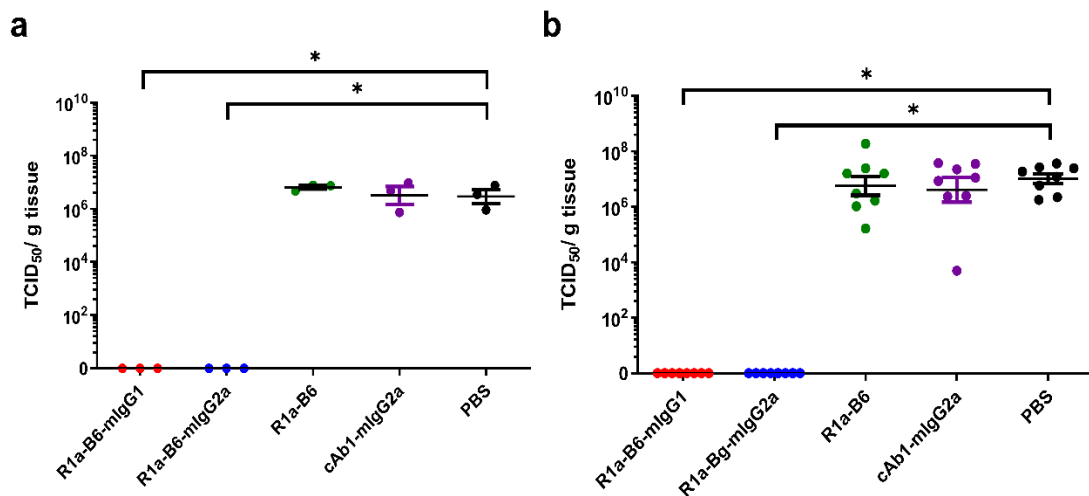 a
b
*
*
*
*
TCID50/ g tissue
10^10
10^8
10^6
10^4
10^2
0
R1a-B6-mIgG1
R1a-B6-mIgG2a
R1a-B6
cAb1-mIgG2a
PBS
TCID50/ g tissue
10^10
10^8
10^6
10^4
10^2
0
R1a-B6-mIgG1
R1a-Bg-mIgG2a
R1a-B6
cAb1-mIgG2a
PBS